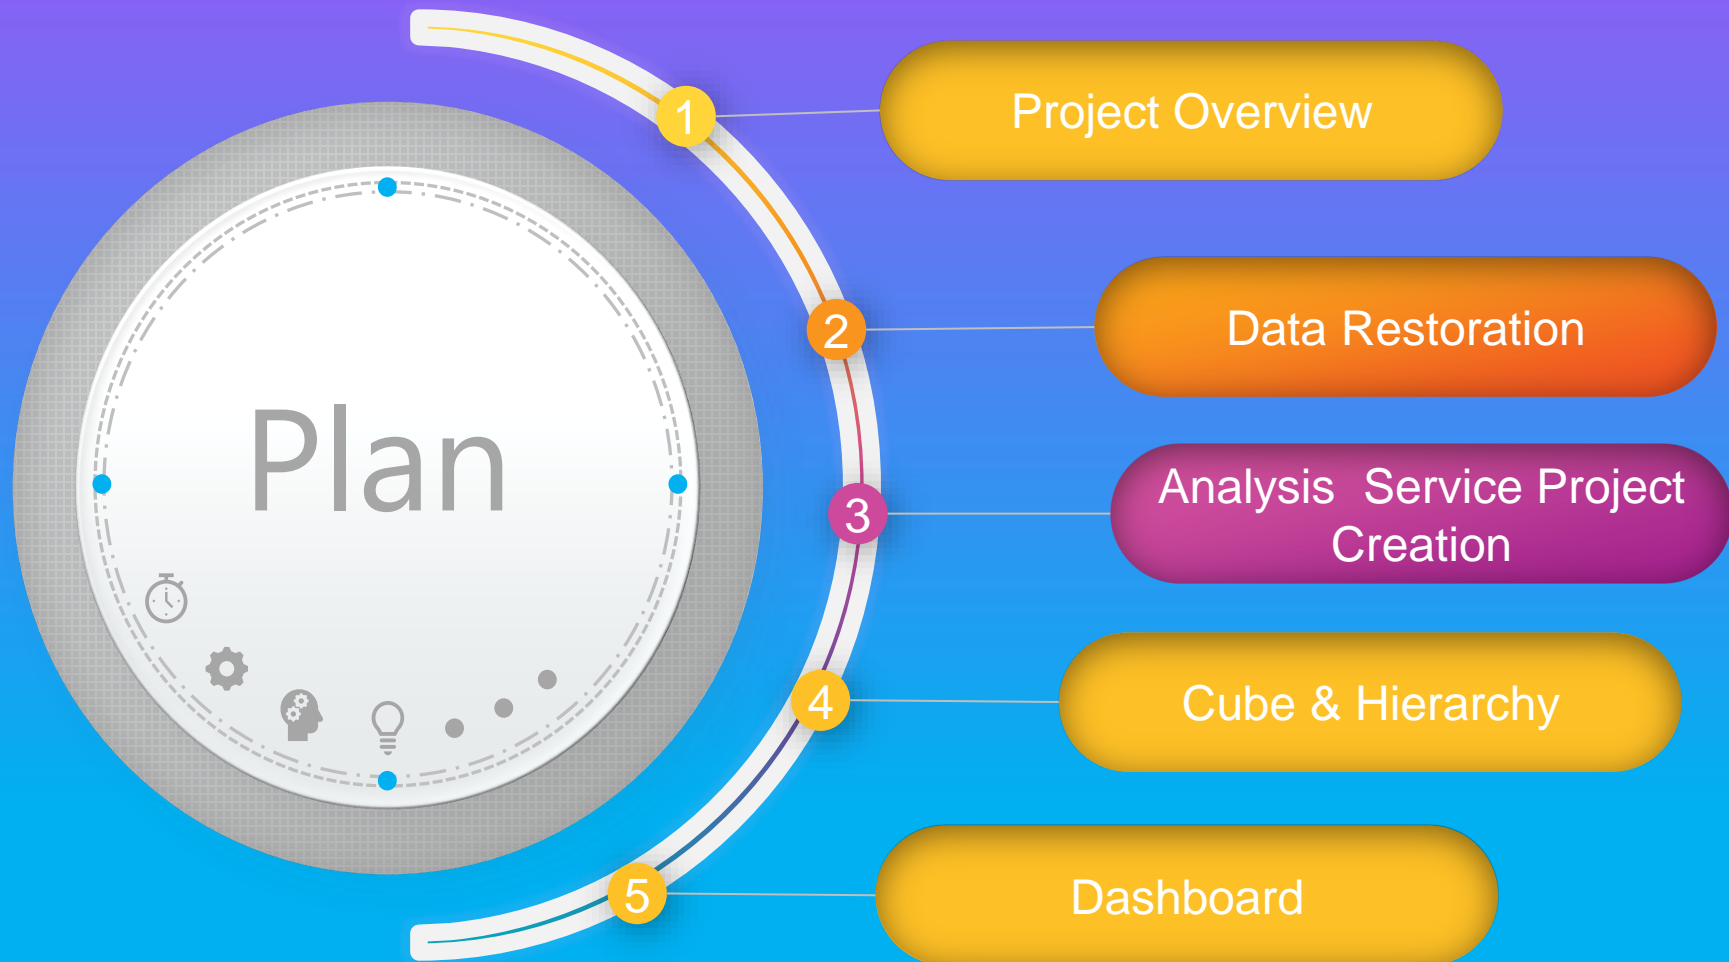 Plan
1
Project Overview
2
Data Restoration
3
Analysis  Service Project
Creation
4
Cube & Hierarchy
5
Dashboard